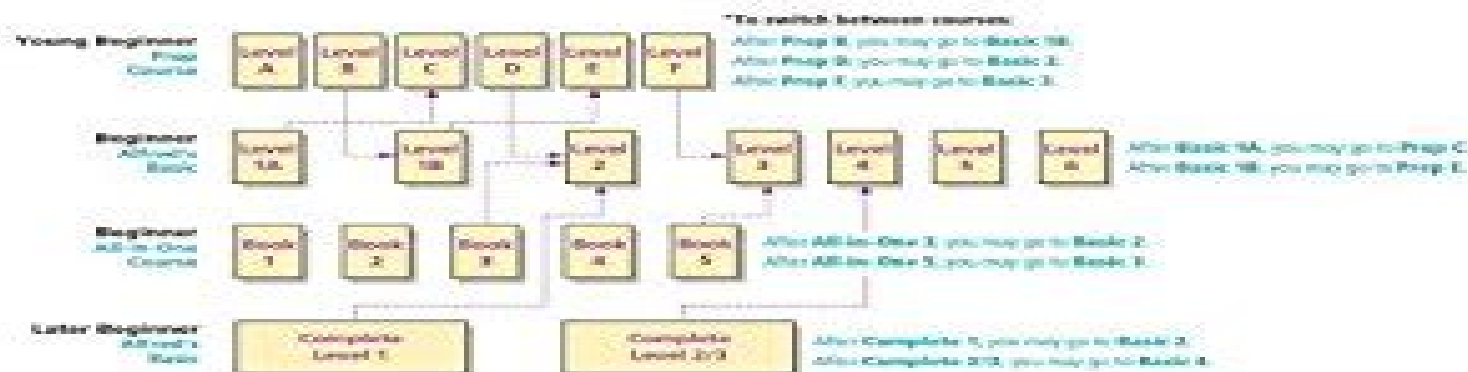 *To switch between courses:
Young Beginner
Prep
Course
Level A
Level B
Level C
Level D
Level E
Level F
After Prep B, you may go to Basic 1B.
After Prep D, you may go to Basic 2.
After Prep F, you may go to Basic 3.
Beginner
Alfred's
Basic
Level 1A
Level 1B
Level 2
Level 3
Level 4
Level 5
Level 6
After Basic 1A, you may go to Prep C.
After Basic 1B, you may go to Prep E.
Beginner
All-in-One
Course
Book 1
Book 2
Book 3
Book 4
Book 5
After All-in-One 3, you may go to Basic 2.
After All-in-One 5, you may go to Basic 3.
Later Beginner
Alfred's
Basic
Complete
Level 1
Complete
Level 2/3
After Complete 1, you may go to Basic 2.
After Complete 2/3, you may go to Basic 4.